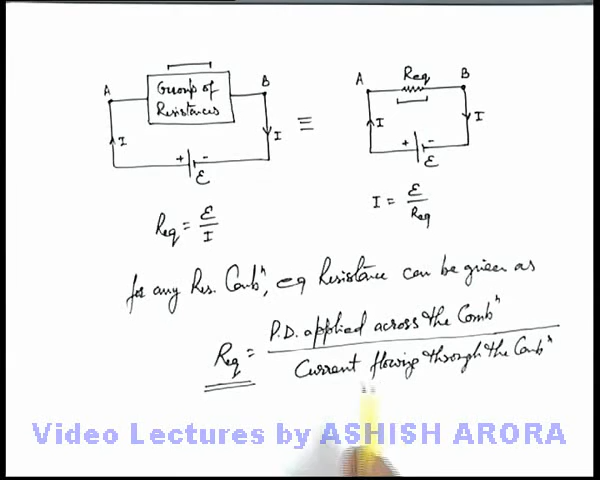 A
Group of
Resistances
B
I
I
+ -
ε
≡
A
Req
B
I
I
+ -
ε
Req = ε / I
I = ε / Req
for any Res. Combⁿ, eq Resistance can be given as
Req = P.D. applied across the Combⁿ
Current flowing through the Combⁿ
Video Lectures by ASHISH ARORA